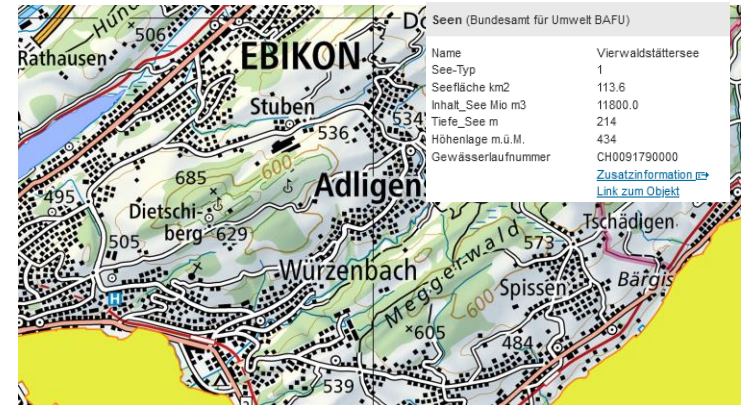 Seen (Bundesamt für Umwelt BAFU)
Name Vierwaldstättersee
See-Typ 1
Seefläche km2 113.6
Inhalt_See Mio m3 11800.0
Tiefe_See m 214
Höhenlage m.ü.M. 434
Gewässerlaufnummer CH0091790000
Zusatzinformation
Link zum Objekt
506
Rathausen
EBIKON
Stuben
534
536
600
685
Adligens
495
Dietschi-
berg
629
505
Tschädigen
573
Würzenbach
Meggerwald
Bärgis
Spissen
600
H
605
484
539